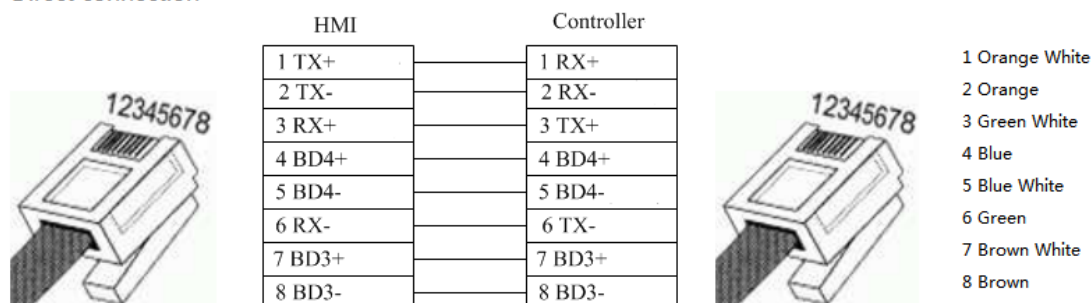 HMI
Controller
1 TX+
1 RX+
1 Orange White
2 TX-
2 RX-
2 Orange
12345678
12345678
3 RX+
3 TX+
3 Green White
4 BD4+
4 BD4+
4 Blue
5 BD4-
5 BD4-
5 Blue White
6 RX-
6 TX-
6 Green
7 BD3+
7 BD3+
7 Brown White
8 BD3-
8 BD3-
8 Brown